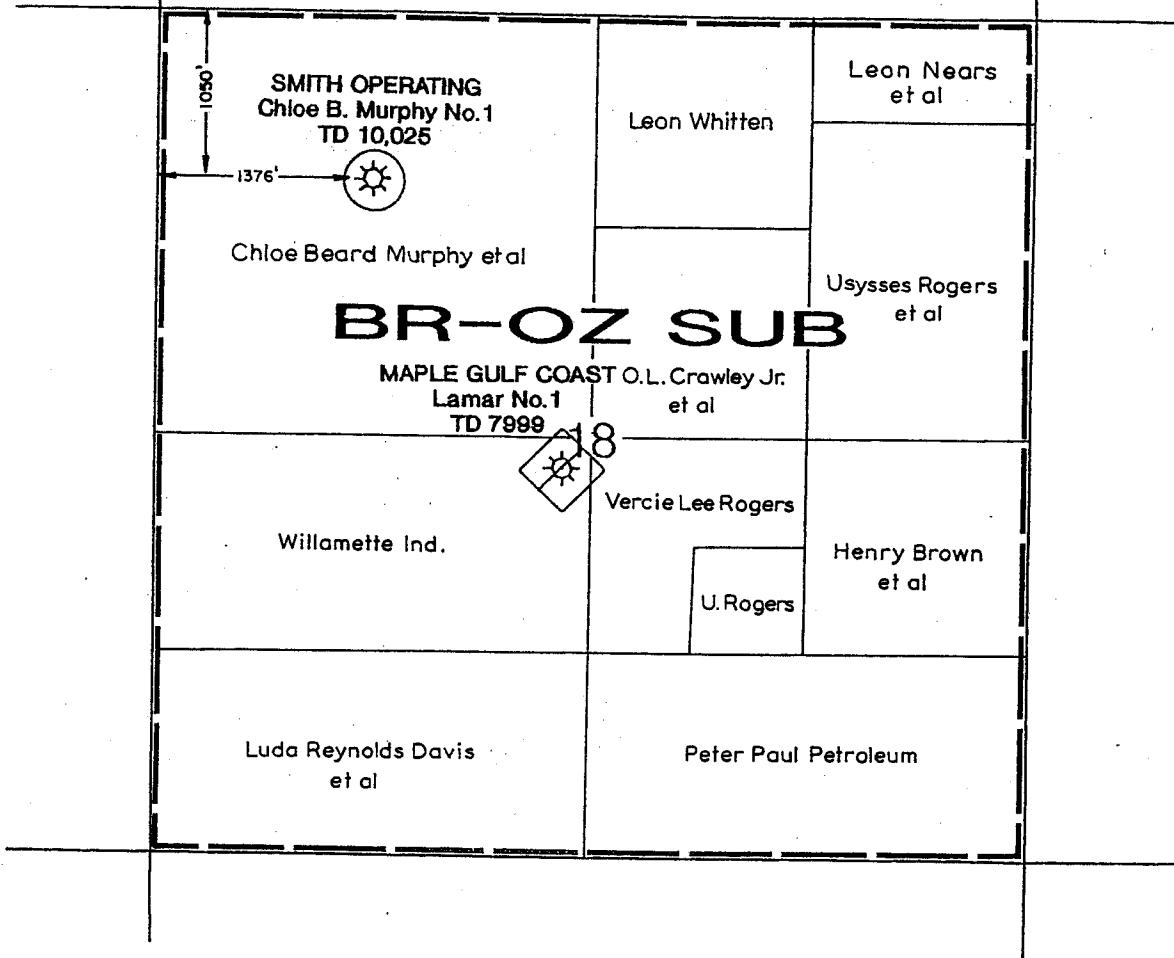 1050'
SMITH OPERATING
Chloe B. Murphy No.1
TD 10,025
1376'
Chloe Beard Murphy et al
Leon Whitten
Leon Nears
et al
Usysses Rogers
et al
BR-OZ SUB
MAPLE GULF COAST
Lamar No.1
TD 7999
O.L. Crawley Jr.
et al
18
Willamette Ind.
Vercie Lee Rogers
U. Rogers
Henry Brown
et al
Luda Reynolds Davis
et al
Peter Paul Petroleum